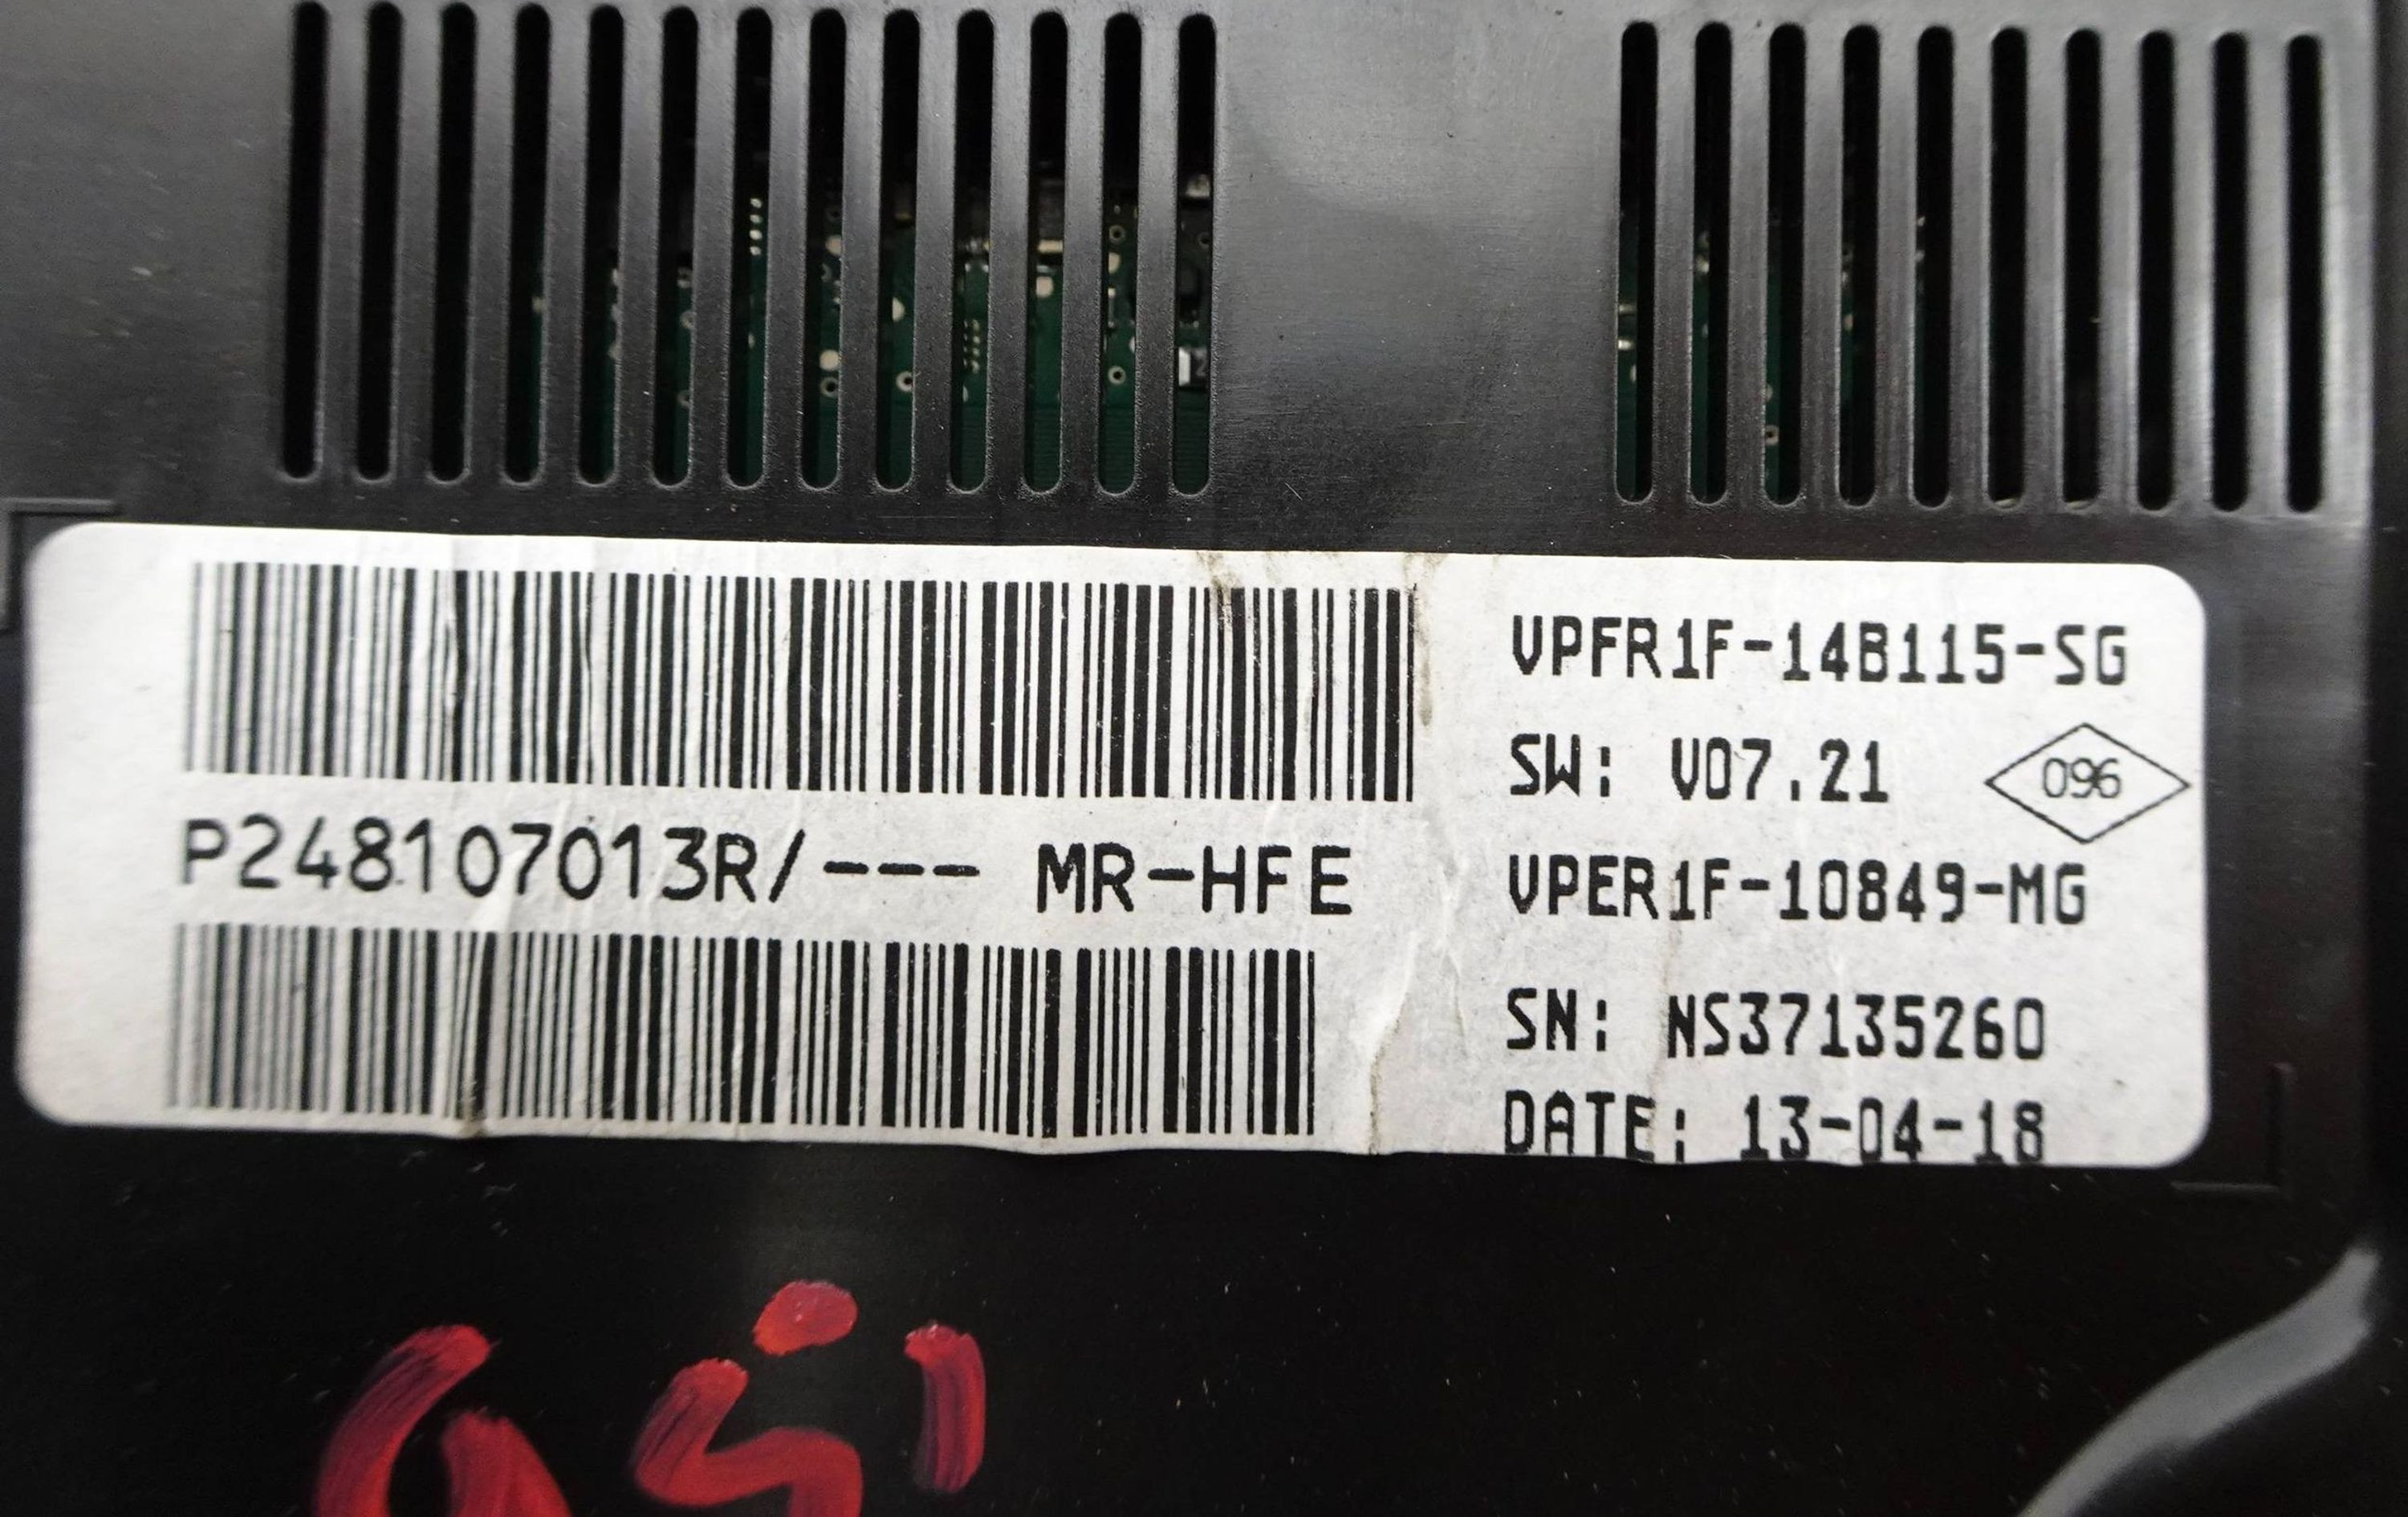 VPFR1F-14B115-SG
SW: V07.21
096
P248107013R/--- MR-HFE
VPER1F-10849-MG
SN: NS37135260
DATE: 13-04-18